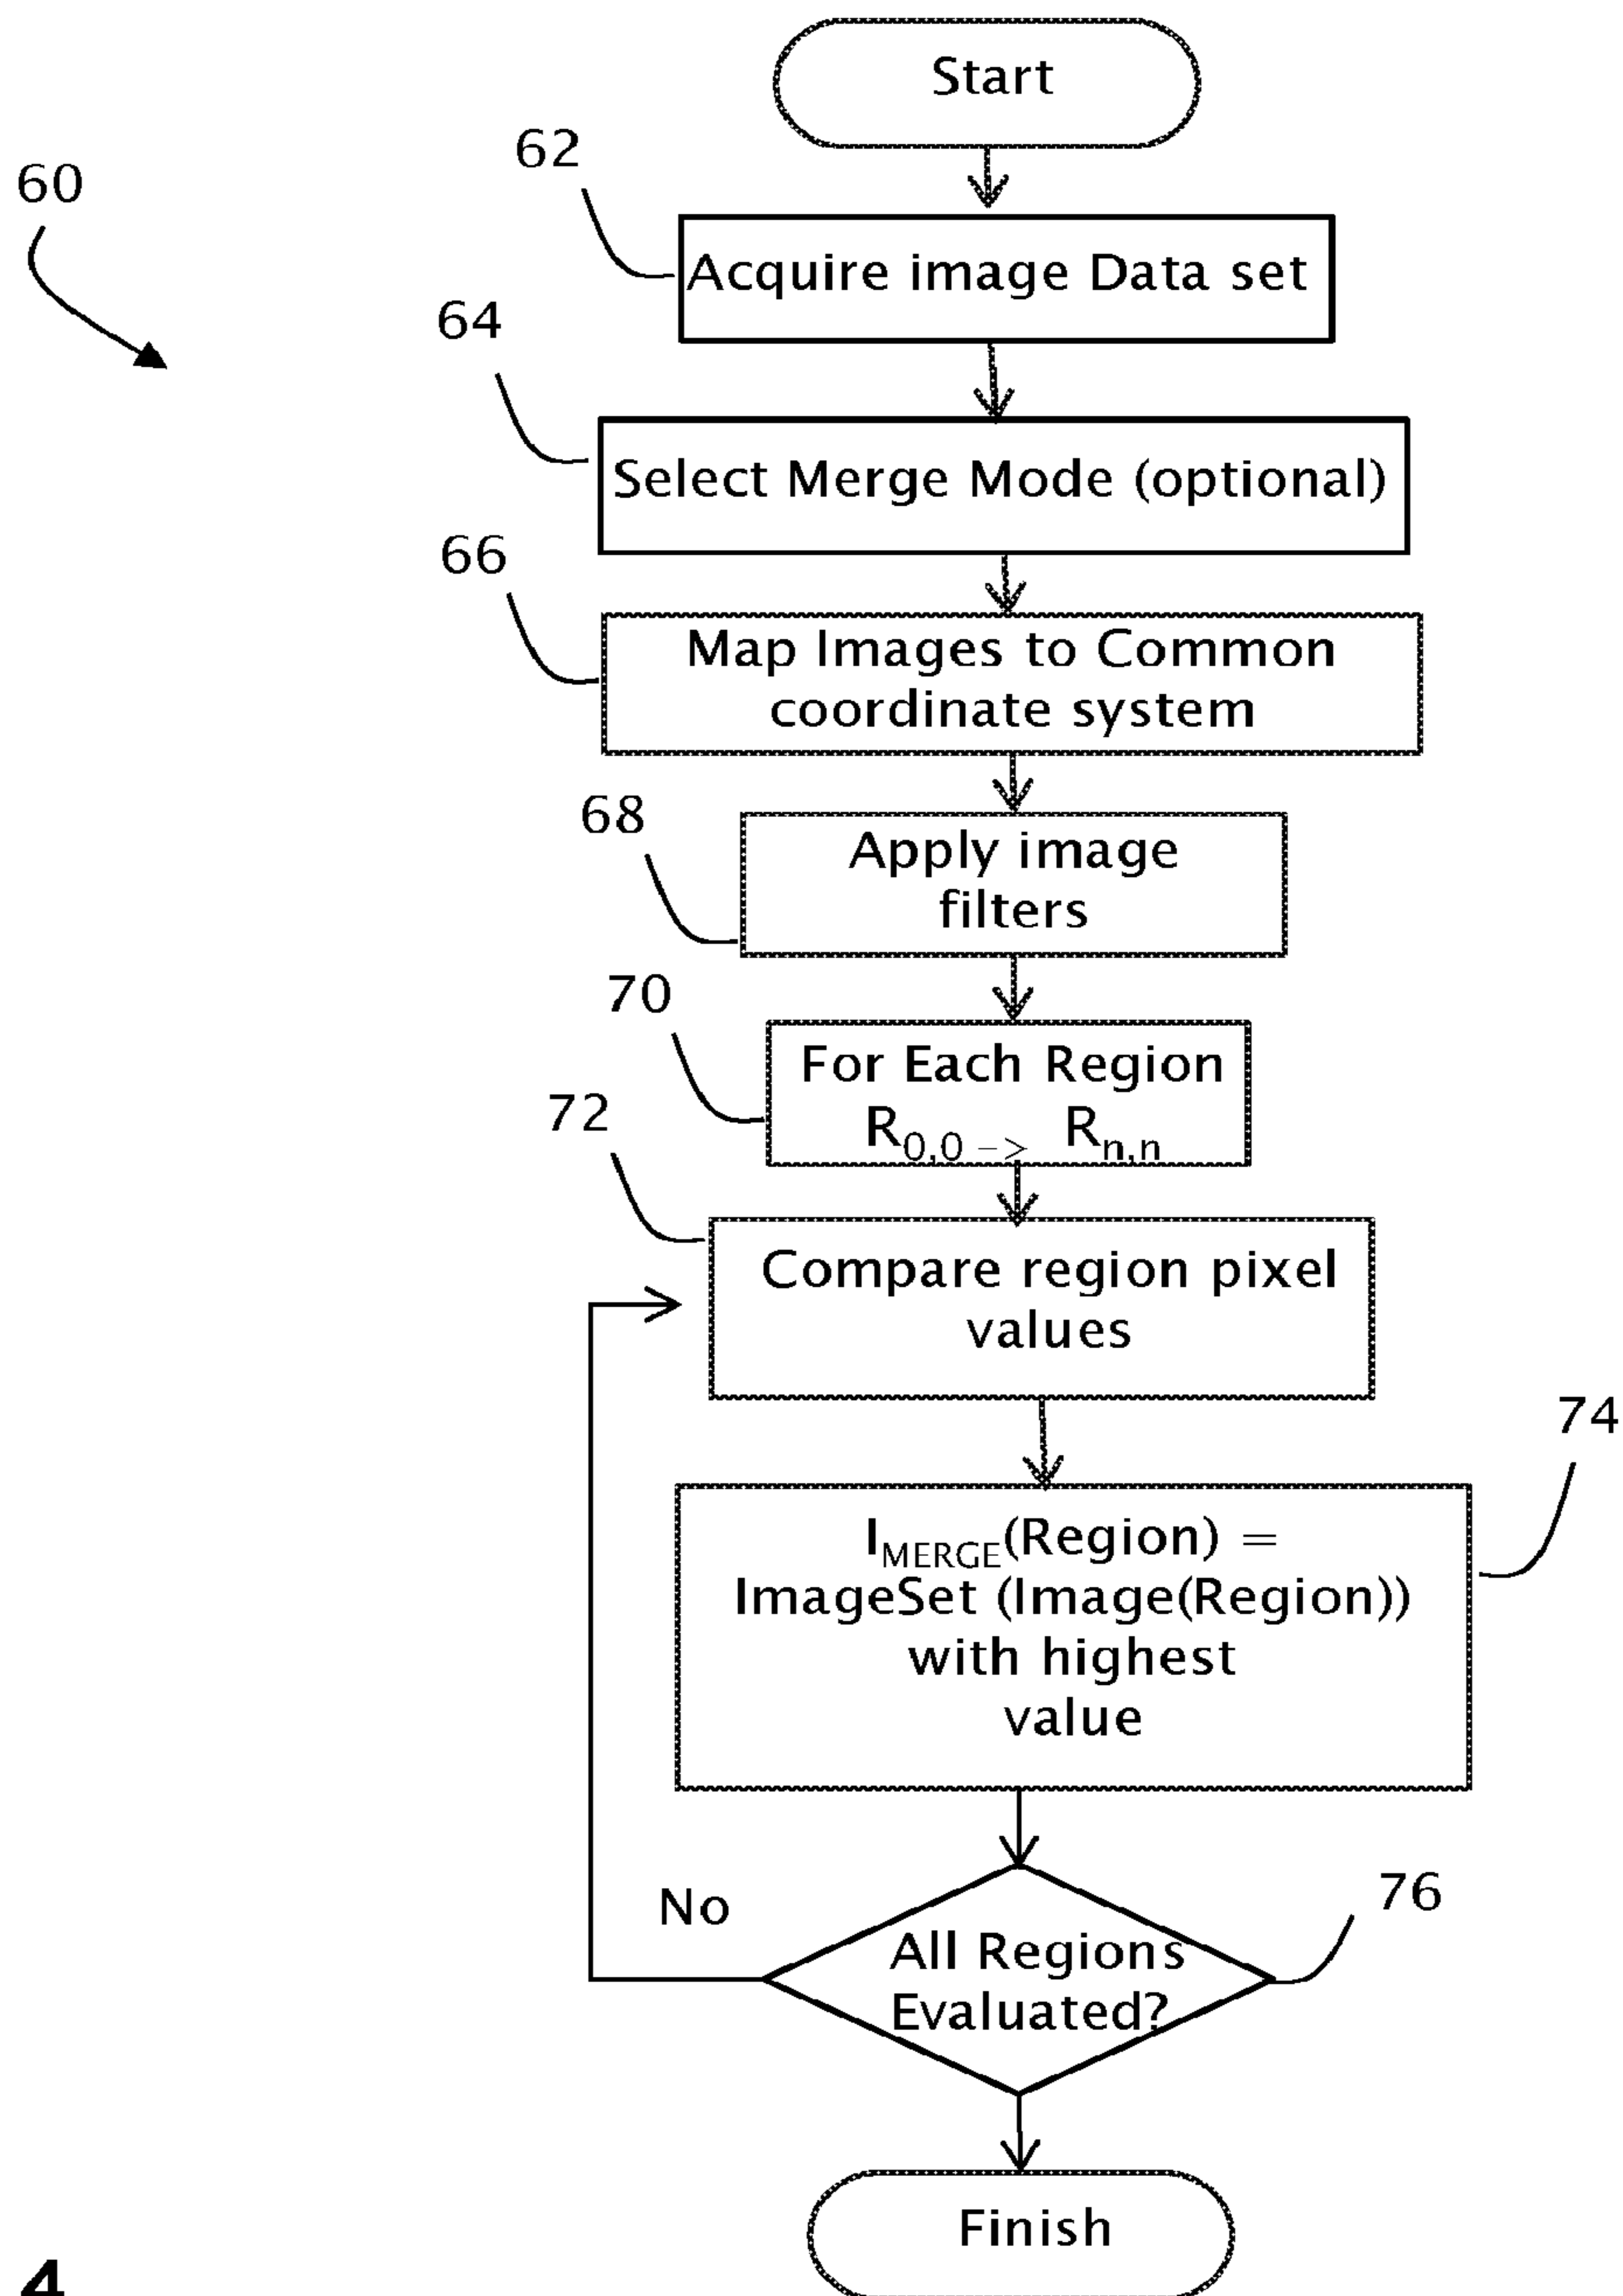 Start
62
60
Acquire image Data set
64
Select Merge Mode (optional)
66
Map Images to Common
coordinate system
68
Apply image
filters
70
For Each Region
R0,0 -> Rn,n
72
Compare region pixel
values
74
IMERGE(Region) =
ImageSet (Image(Region))
with highest
value
No
76
All Regions
Evaluated?
Finish
4